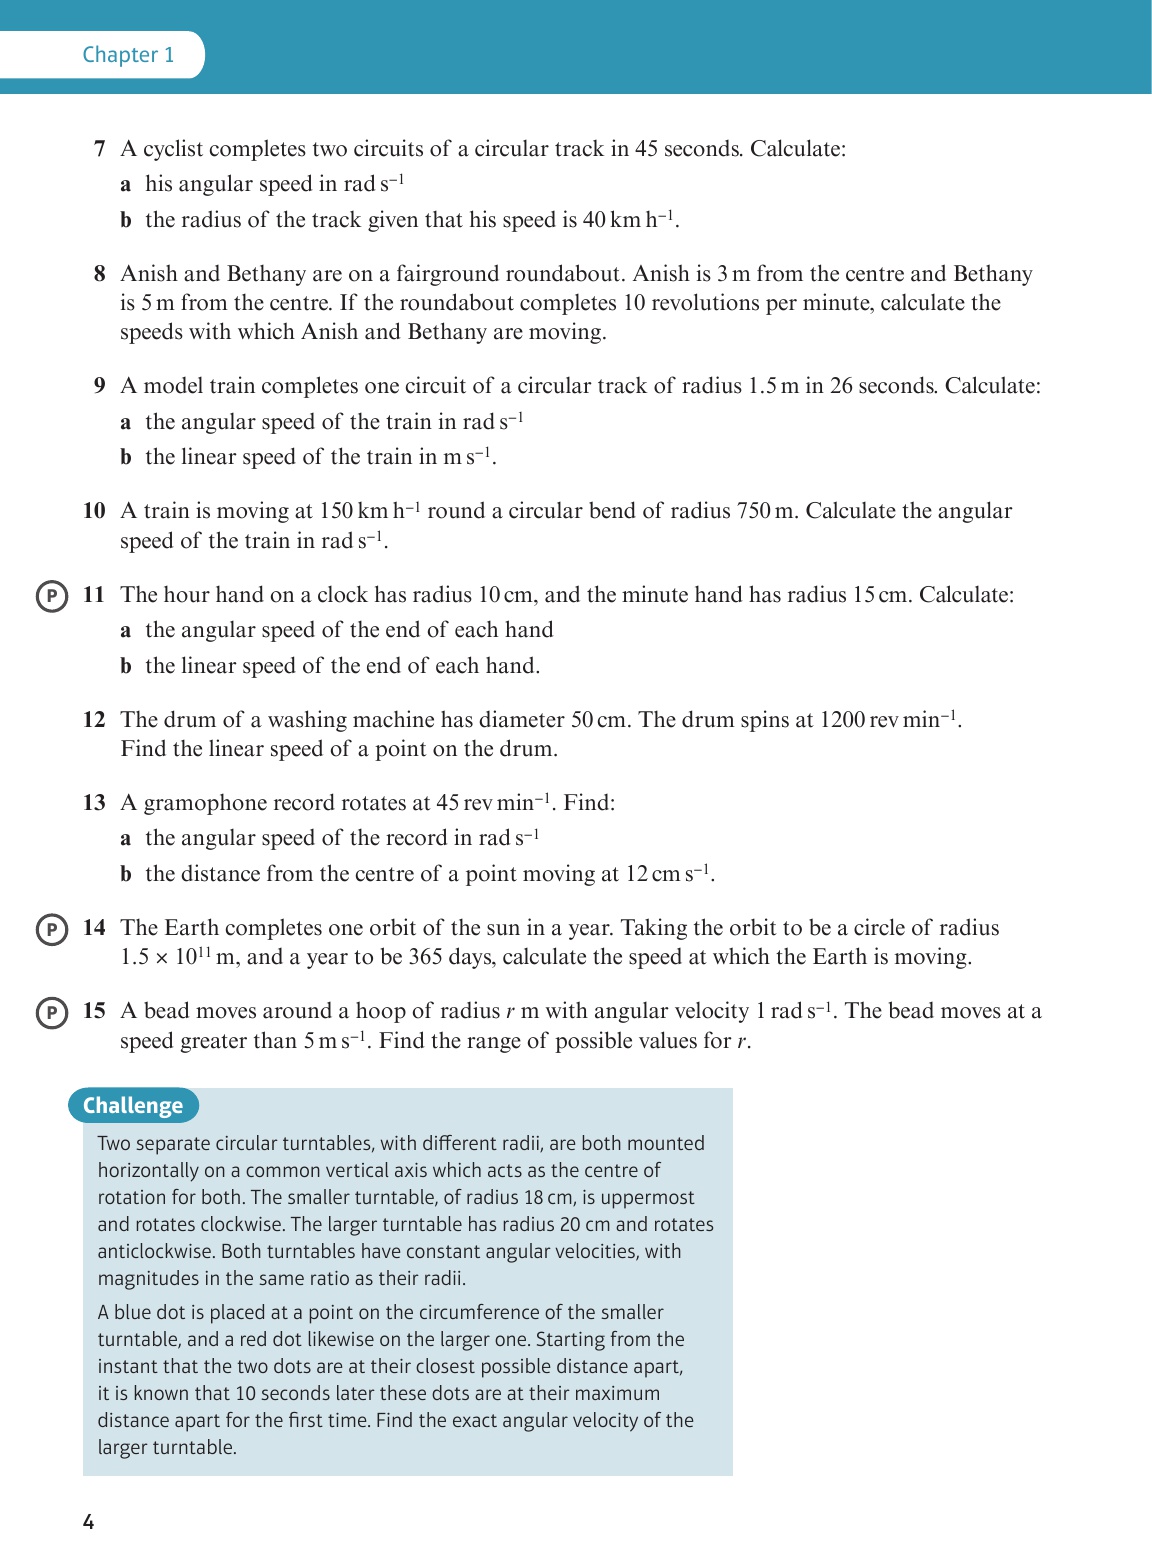 Chapter 1
7 A cyclist completes two circuits of a circular track in 45 seconds. Calculate:
a his angular speed in rad s⁻¹
b the radius of the track given that his speed is 40 km h⁻¹.
8 Anish and Bethany are on a fairground roundabout. Anish is 3 m from the centre and Bethany
is 5 m from the centre. If the roundabout completes 10 revolutions per minute, calculate the
speeds with which Anish and Bethany are moving.
9 A model train completes one circuit of a circular track of radius 1.5 m in 26 seconds. Calculate:
a the angular speed of the train in rad s⁻¹
b the linear speed of the train in m s⁻¹.
10 A train is moving at 150 km h⁻¹ round a circular bend of radius 750 m. Calculate the angular
speed of the train in rad s⁻¹.
P 11 The hour hand on a clock has radius 10 cm, and the minute hand has radius 15 cm. Calculate:
a the angular speed of the end of each hand
b the linear speed of the end of each hand.
12 The drum of a washing machine has diameter 50 cm. The drum spins at 1200 rev min⁻¹.
Find the linear speed of a point on the drum.
13 A gramophone record rotates at 45 rev min⁻¹. Find:
a the angular speed of the record in rad s⁻¹
b the distance from the centre of a point moving at 12 cm s⁻¹.
P 14 The Earth completes one orbit of the sun in a year. Taking the orbit to be a circle of radius
1.5 × 10¹¹ m, and a year to be 365 days, calculate the speed at which the Earth is moving.
P 15 A bead moves around a hoop of radius r m with angular velocity 1 rad s⁻¹. The bead moves at a
speed greater than 5 m s⁻¹. Find the range of possible values for r.
Challenge
Two separate circular turntables, with different radii, are both mounted
horizontally on a common vertical axis which acts as the centre of
rotation for both. The smaller turntable, of radius 18 cm, is uppermost
and rotates clockwise. The larger turntable has radius 20 cm and rotates
anticlockwise. Both turntables have constant angular velocities, with
magnitudes in the same ratio as their radii.
A blue dot is placed at a point on the circumference of the smaller
turntable, and a red dot likewise on the larger one. Starting from the
instant that the two dots are at their closest possible distance apart,
it is known that 10 seconds later these dots are at their maximum
distance apart for the first time. Find the exact angular velocity of the
larger turntable.
4